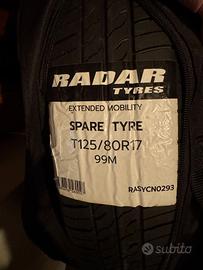 RADAR
TYRES
EXTENDED MOBILITY
SPARE TYRE
T125/80R17
99M
RASYCN0293
subito